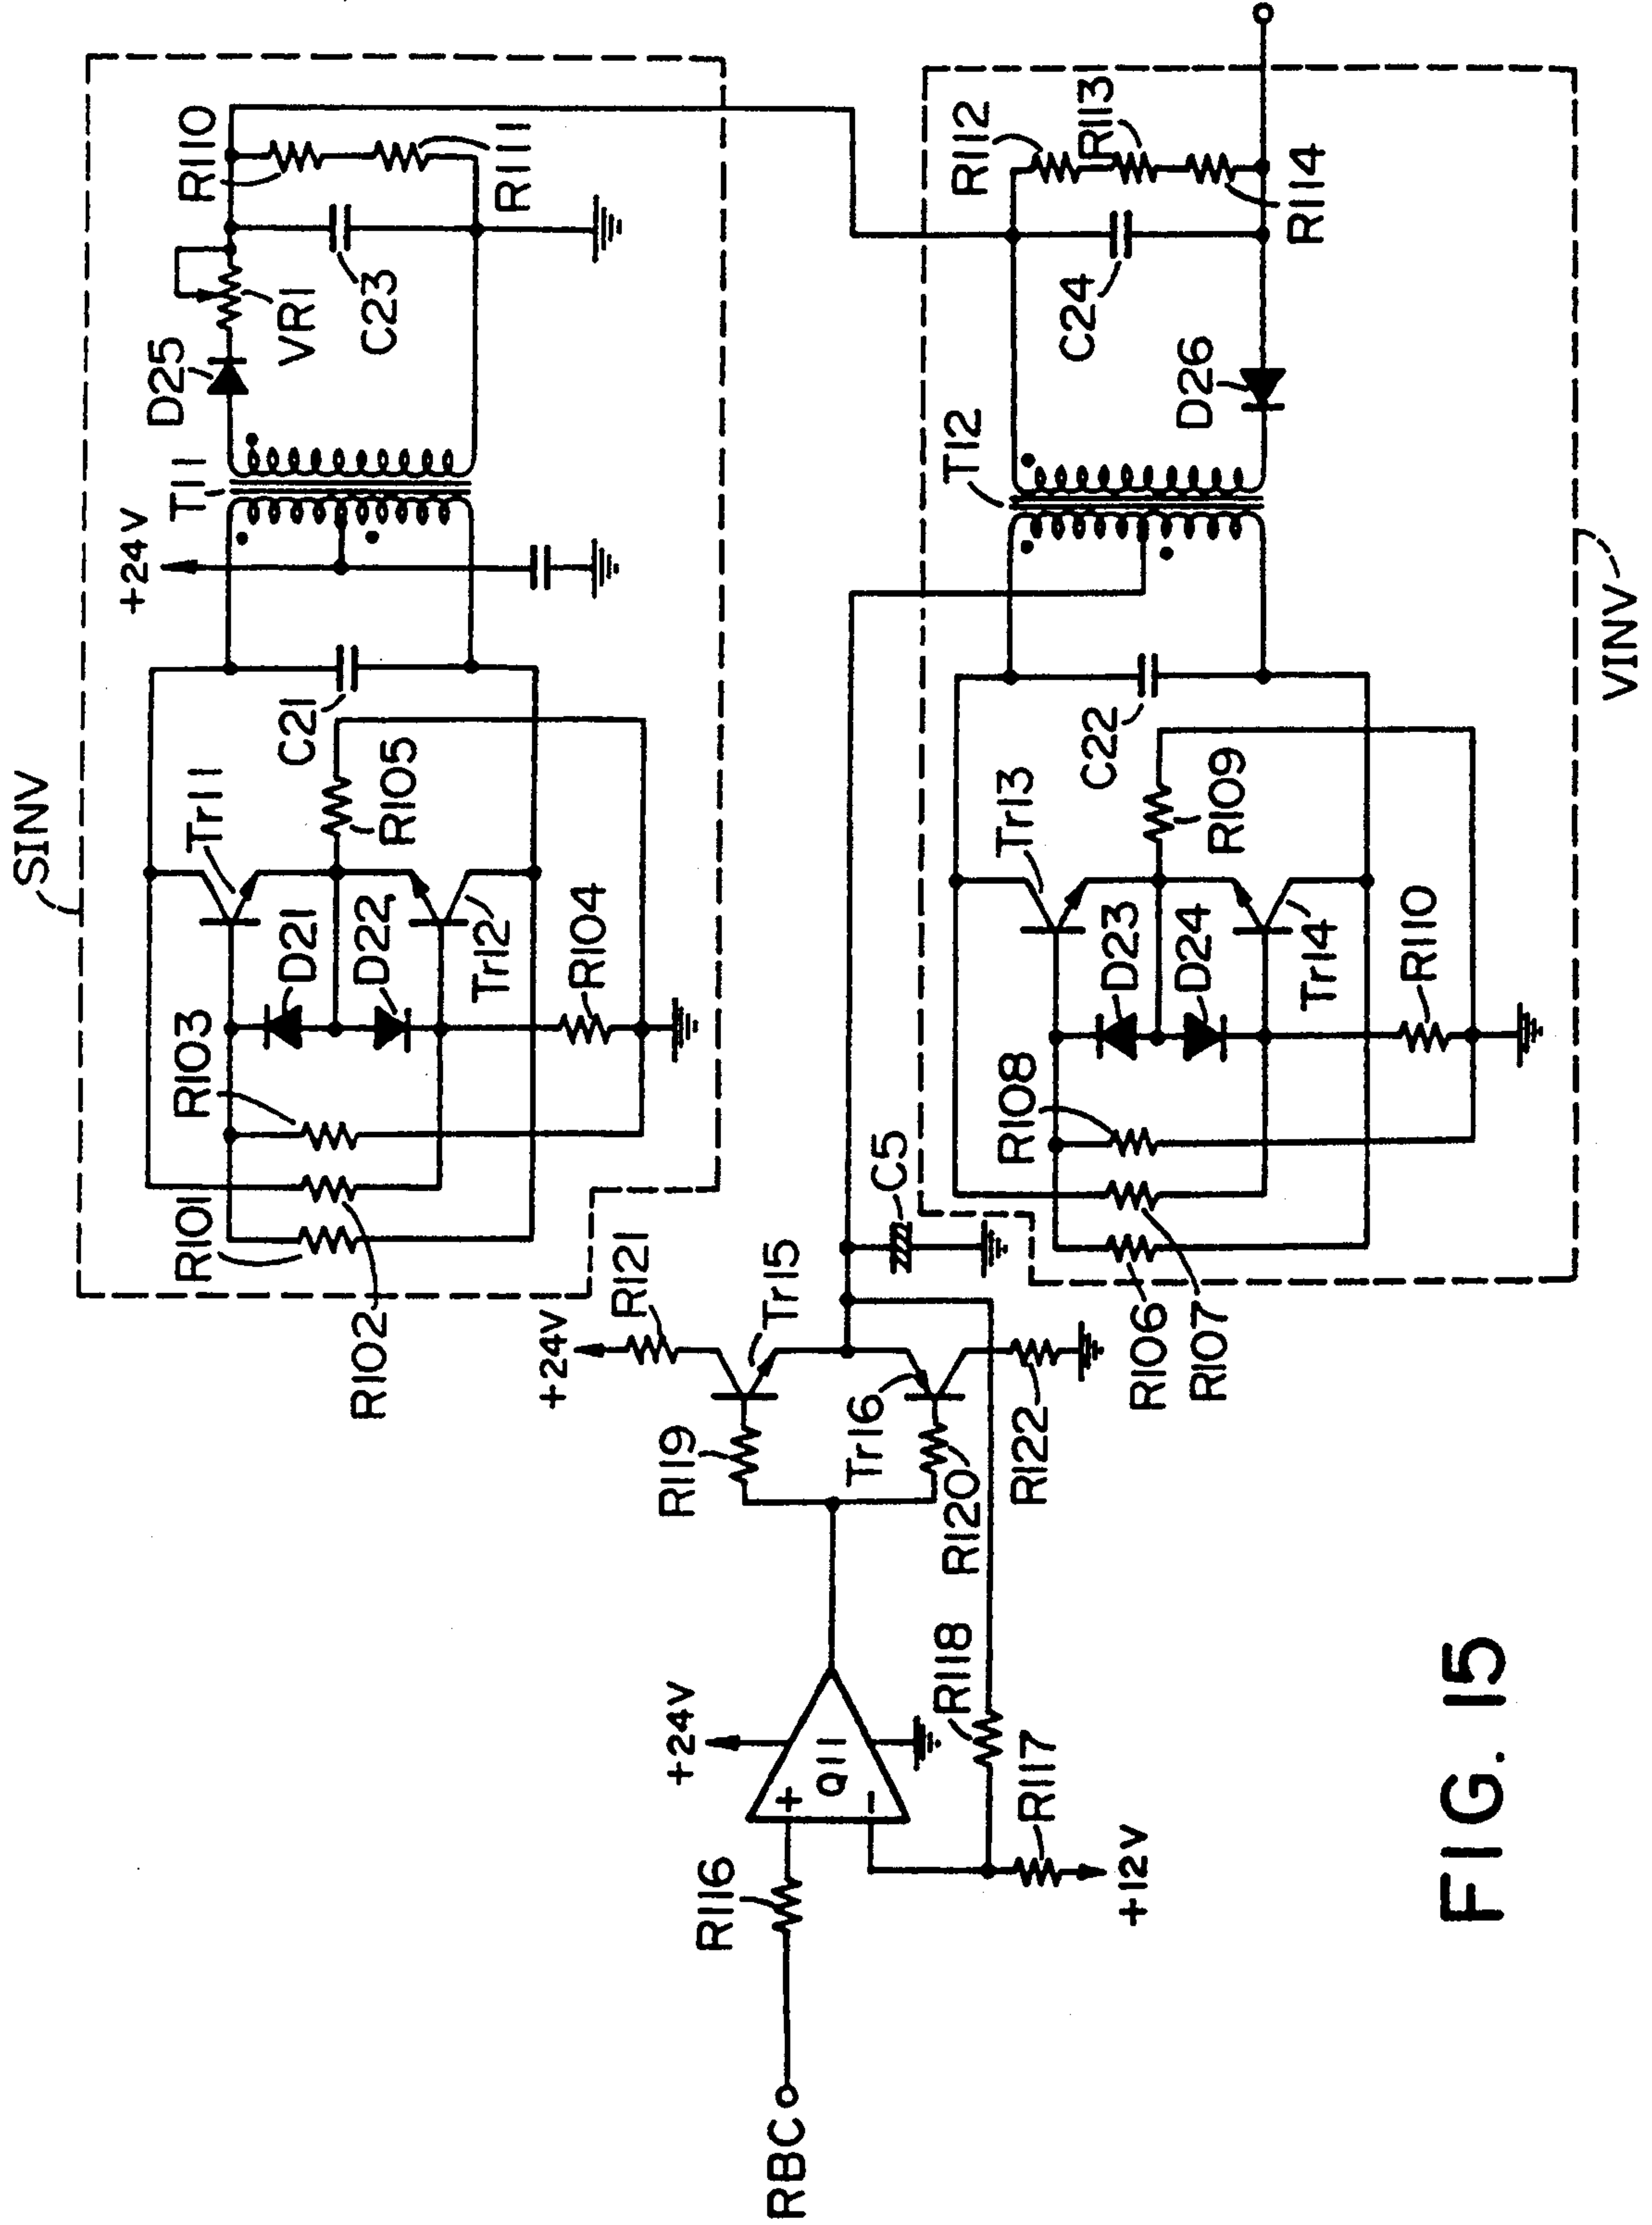 SINV
+24V
T11
D25
VR1
R110
C23
R111
C21
Tr11
R105
D21
D22
Tr12
R104
R103
R101
R102
+24V
R121
Tr15
C5
R119
Tr16
R120
R122
RBC
R116
+24V
+
Q11
−
R118
R117
+12V
T12
D26
C24
R112
R113
R114
C22
Tr13
R109
D23
D24
Tr14
R110
R108
R106
R107
VINV
FIG. 15